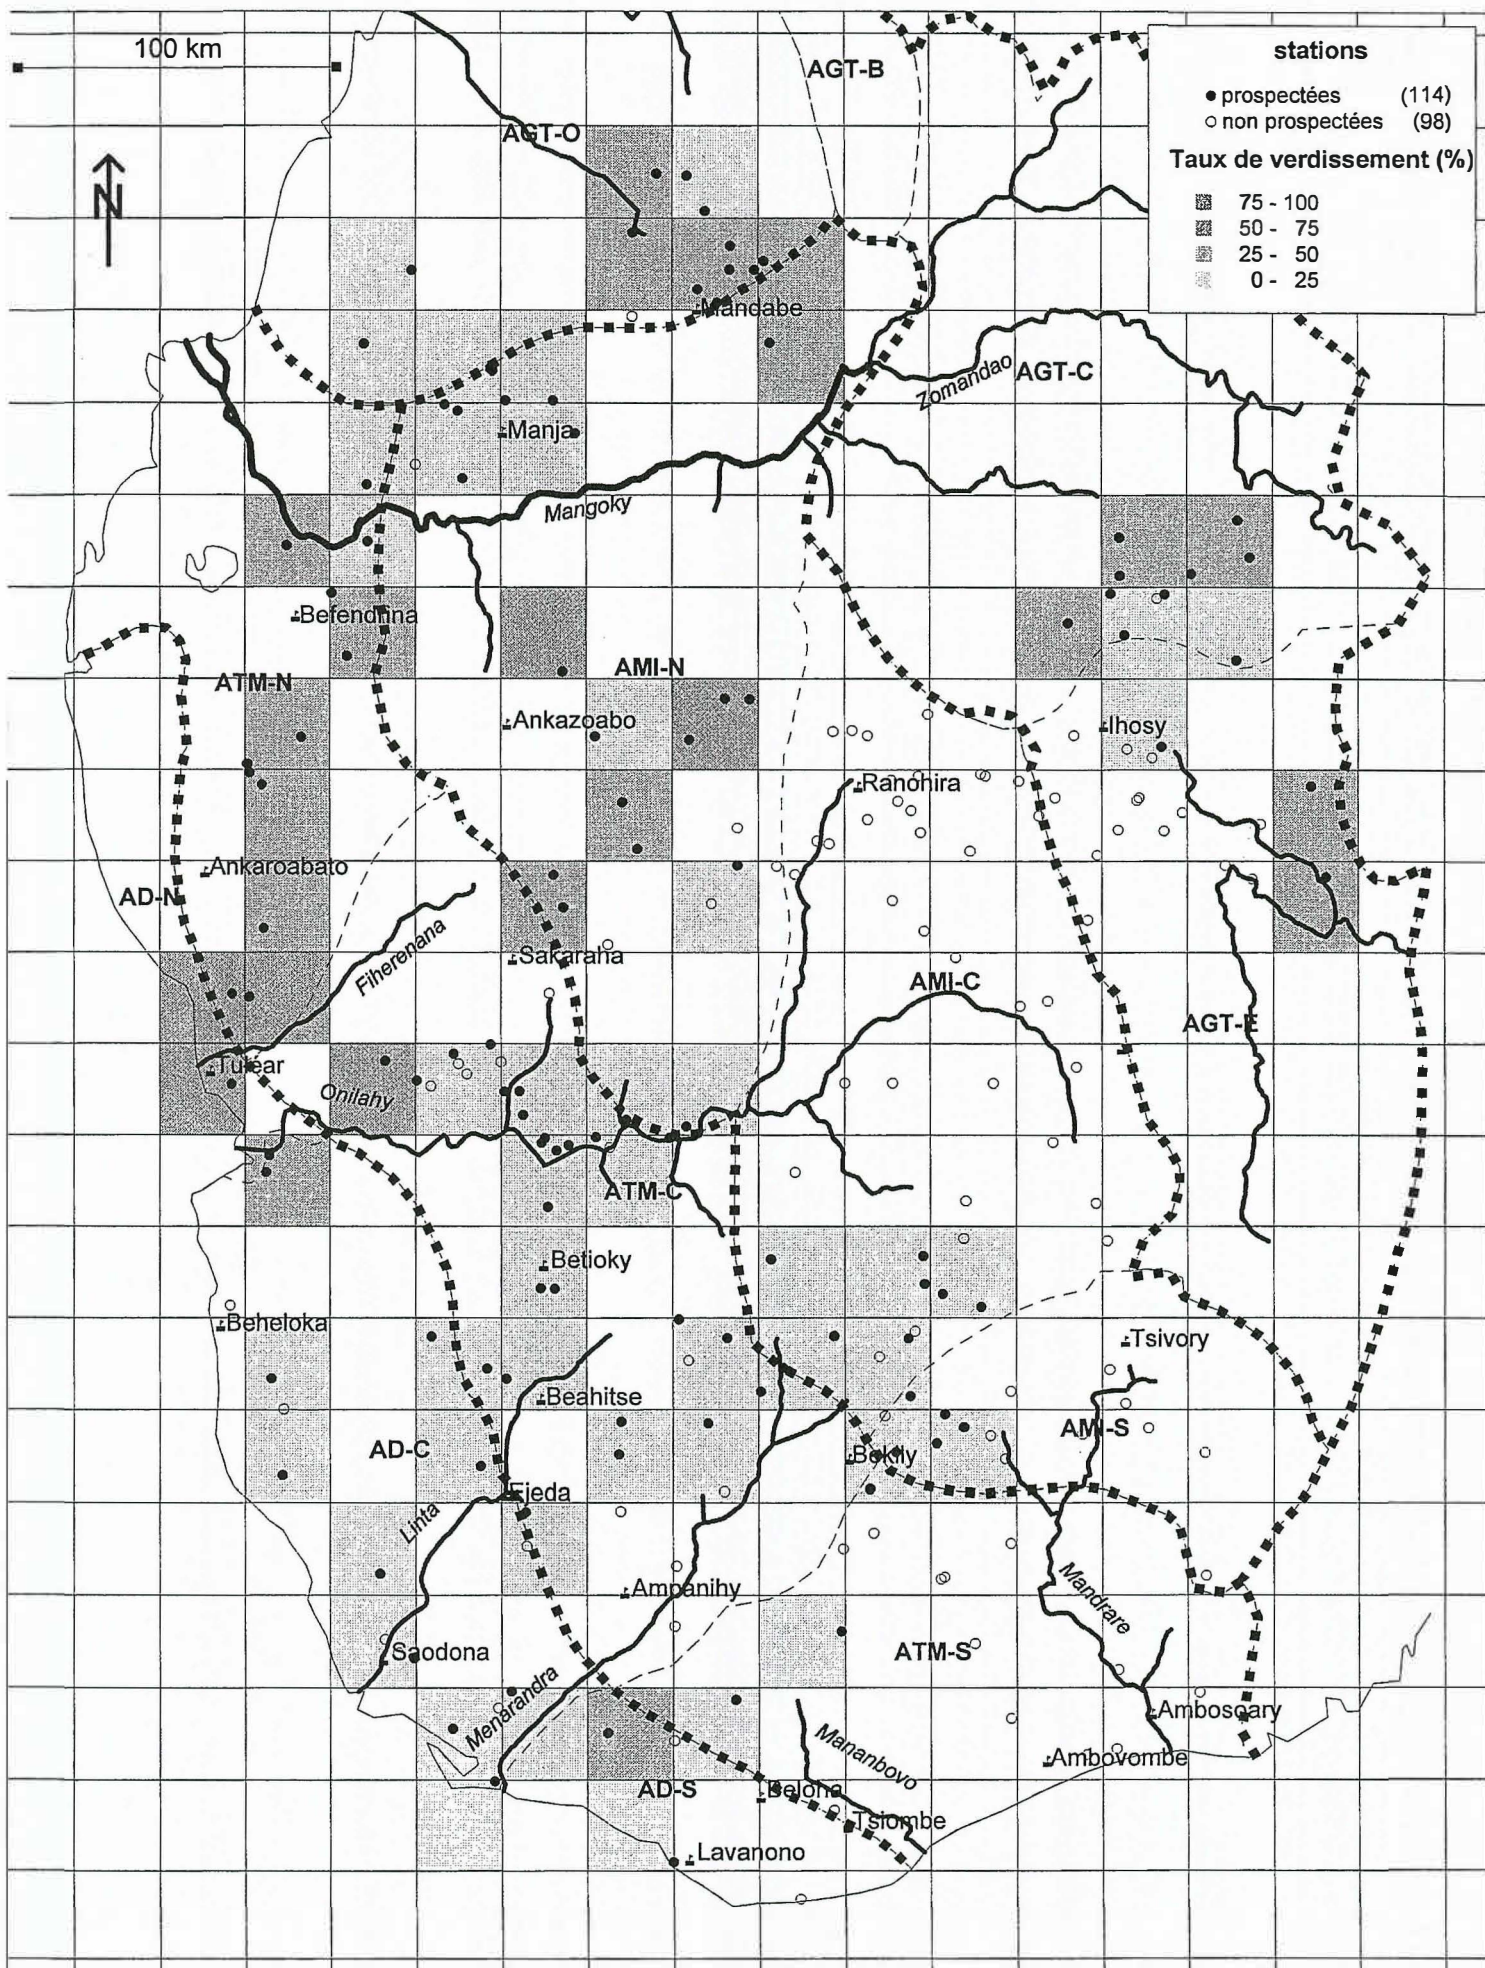 100 km
N
stations
prospectées (114)
non prospectées (98)
Taux de verdissement (%)
75 - 100
50 - 75
25 - 50
0 - 25
AGT-B
AGT-O
Mandabe
Zomandao
AGT-C
Manja
Mangoky
Befendrina
ATM-N
AMI-N
Ankazoabo
Ihosy
Ranohira
Ankaroabato
AD-N
Fiherenana
Sakaraha
AMI-C
AGT-E
Tuléar
Onilahy
ATM-C
Betioky
Beheloka
Tsivory
Beahitse
AD-C
AMI-S
Bekily
Ejeda
Linta
Ampanihy
Mandrare
Saodona
ATM-S
Menarandra
Ambosoary
Mananbovo
Ambovombe
AD-S
Belona
Tsiombe
Lavanono